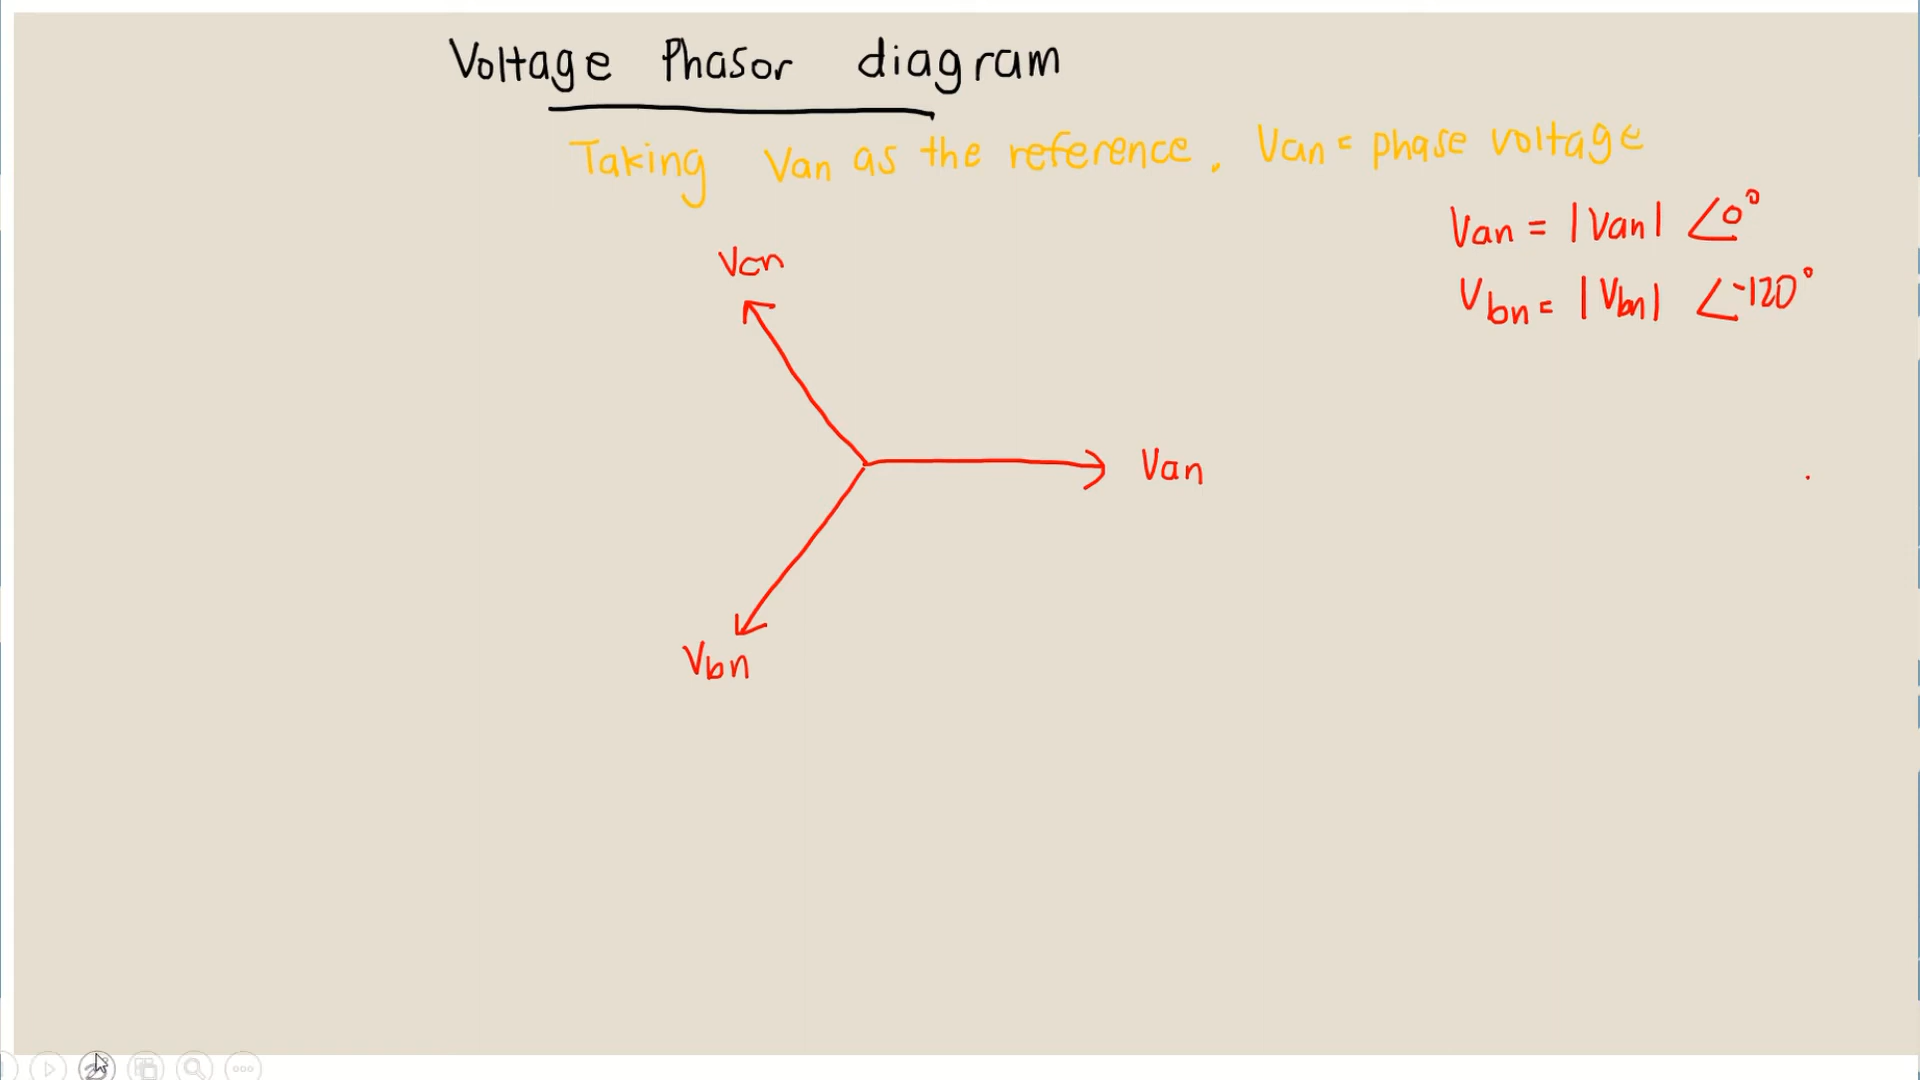 Voltage Phasor diagram
Taking Van as the reference. Van = phase voltage
Van = |Van| ∠0°
Vbn = |Vbn| ∠-120°
Vcn
Van
Vbn